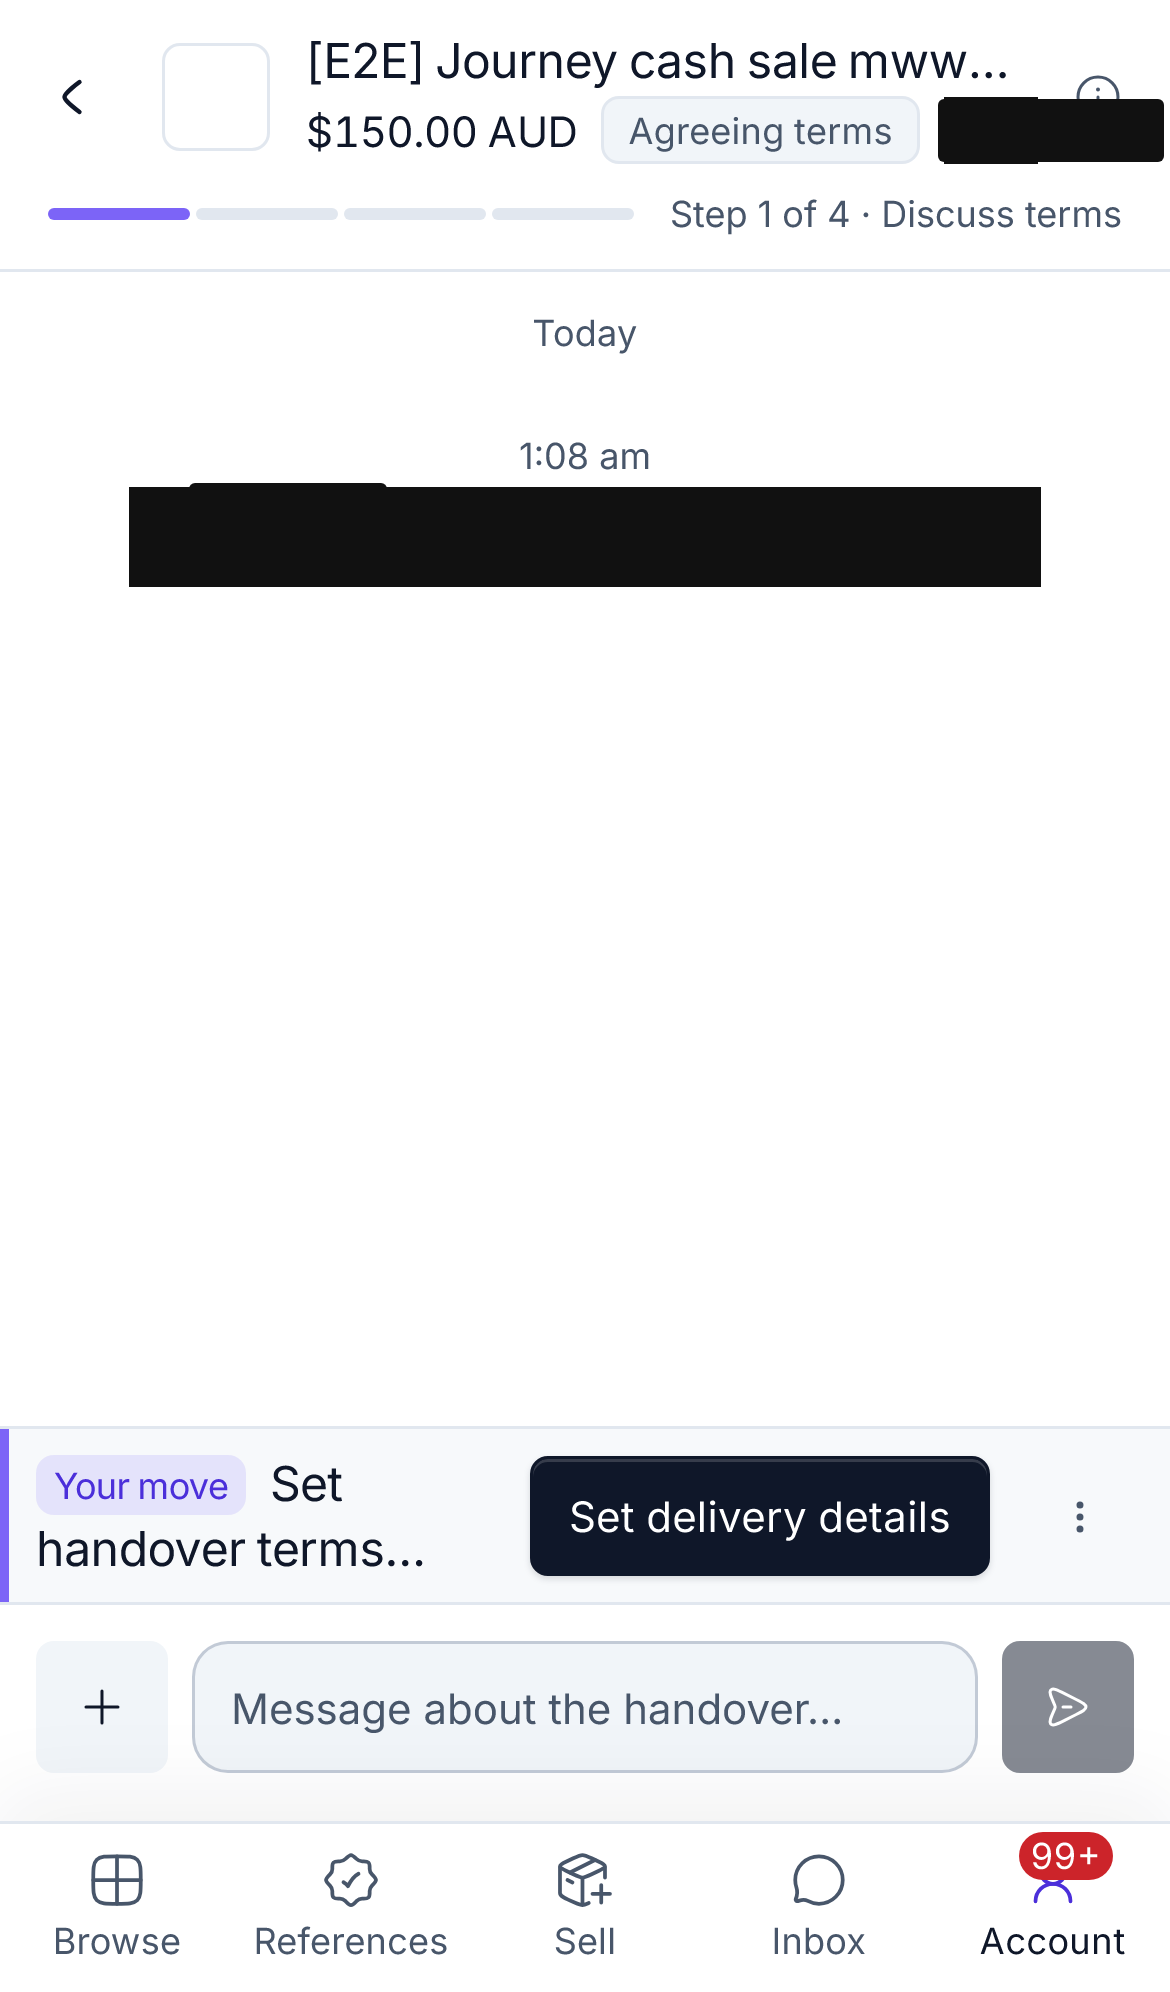 [E2E] Journey cash sale mww...
$150.00 AUD Agreeing terms
Step 1 of 4 · Discuss terms
Today
1:08 am
Your move Set handover terms...
Set delivery details
Message about the handover...
99+
Browse References Sell Inbox Account